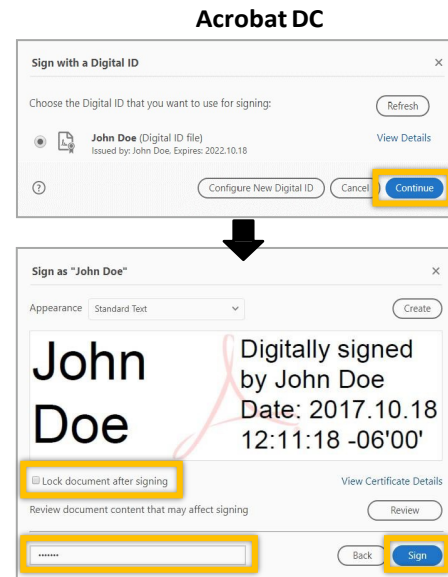 Acrobat DC
Sign with a Digital ID
Choose the Digital ID that you want to use for signing:
Refresh
John Doe (Digital ID file)
View Details
Issued by: John Doe, Expires: 2022.10.18
Configure New Digital ID
Cancel
Continue
Sign as "John Doe"
Appearance
Standard Text
Create
John
Doe
Digitally signed
by John Doe
Date: 2017.10.18
12:11:18 -06'00'
Lock document after signing
View Certificate Details
Review document content that may affect signing
Review
Back
Sign